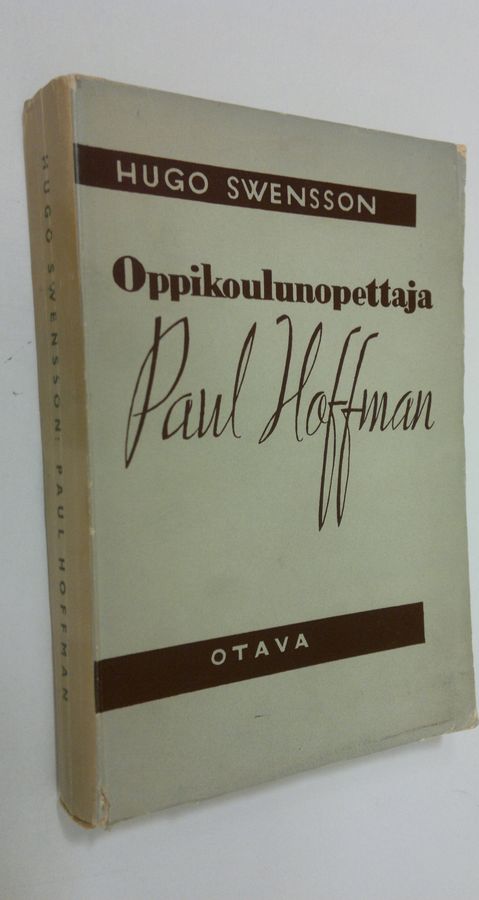 HUGO SWENSSON
Oppikoulunopettaja
Paul Hoffman
OTAVA
HUGO SWENSSON: PAUL HOFFMAN